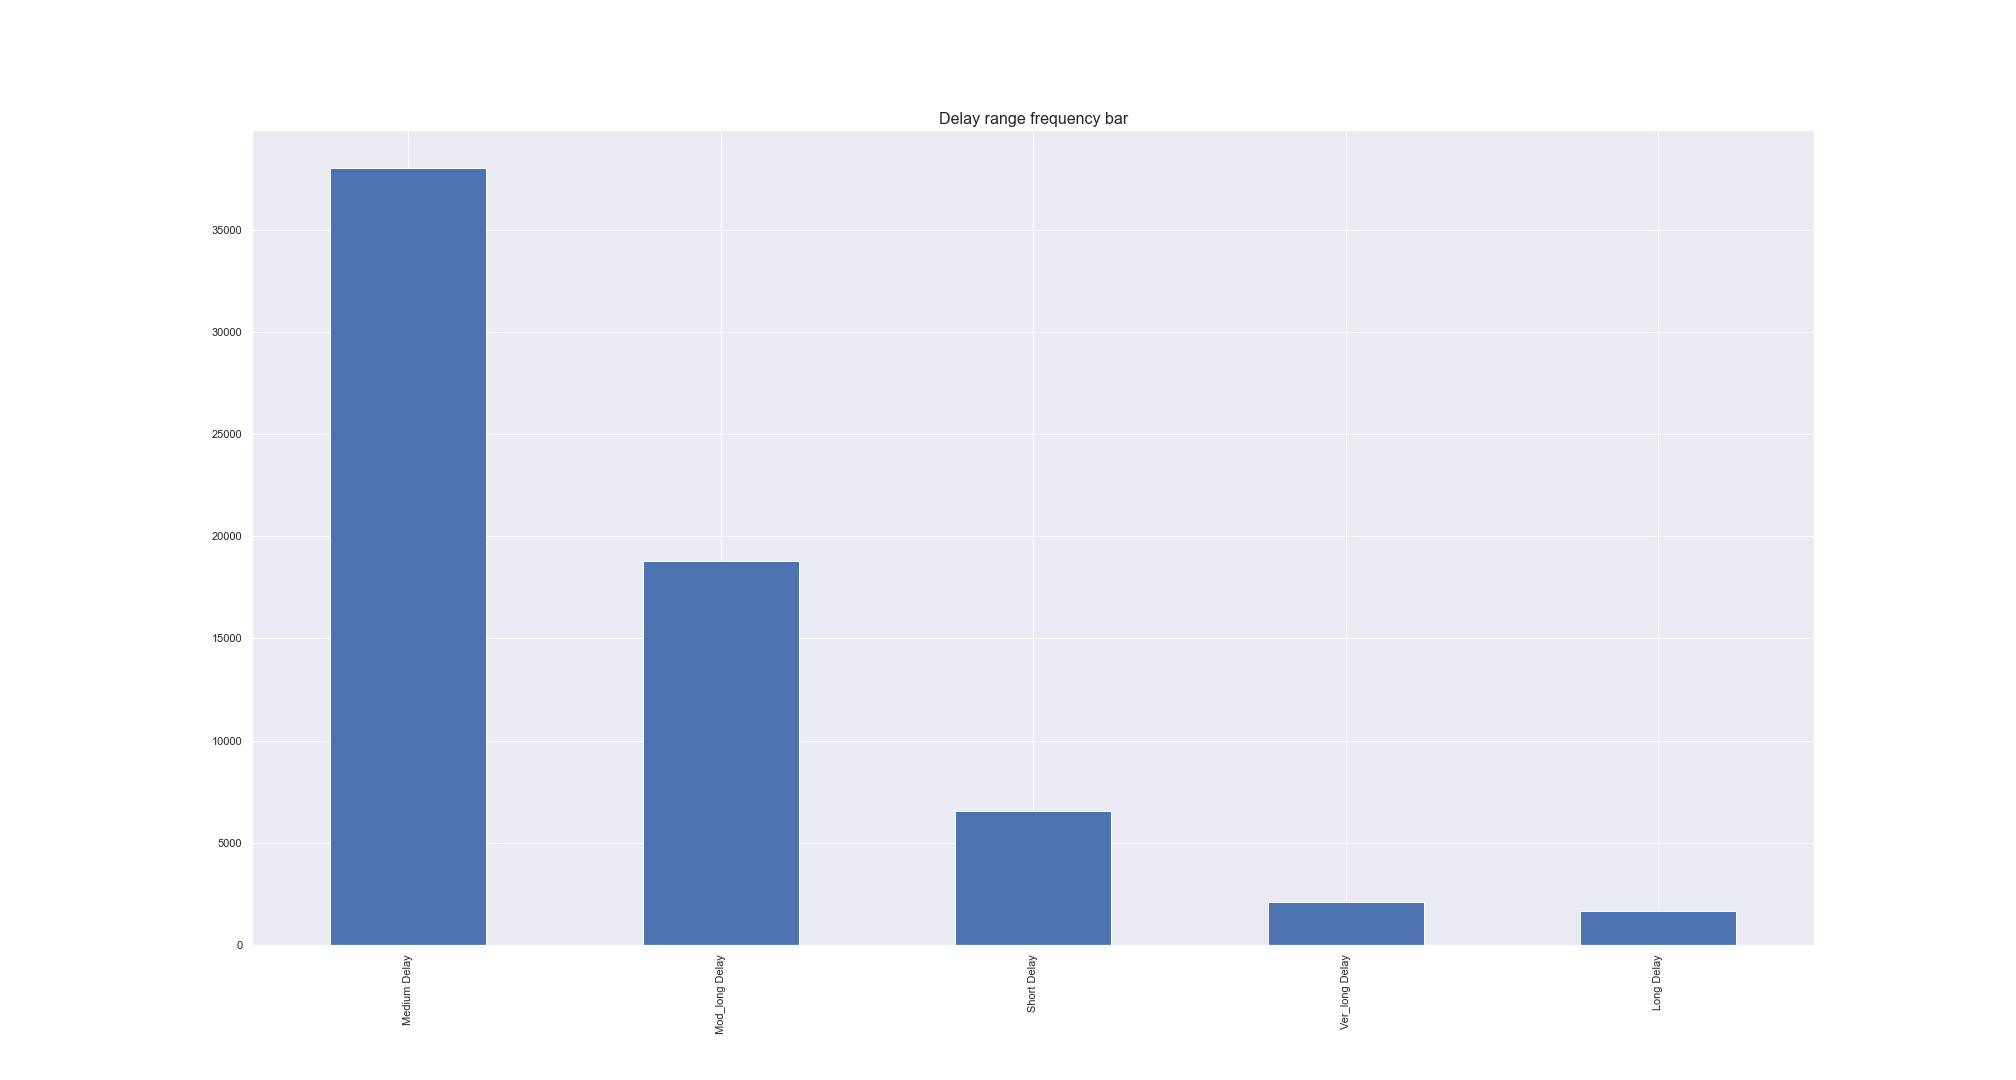 Delay range frequency bar
35000
30000
25000
20000
15000
10000
5000
0
Medium Delay
Mod_long Delay
Short Delay
Ver_long Delay
Long Delay